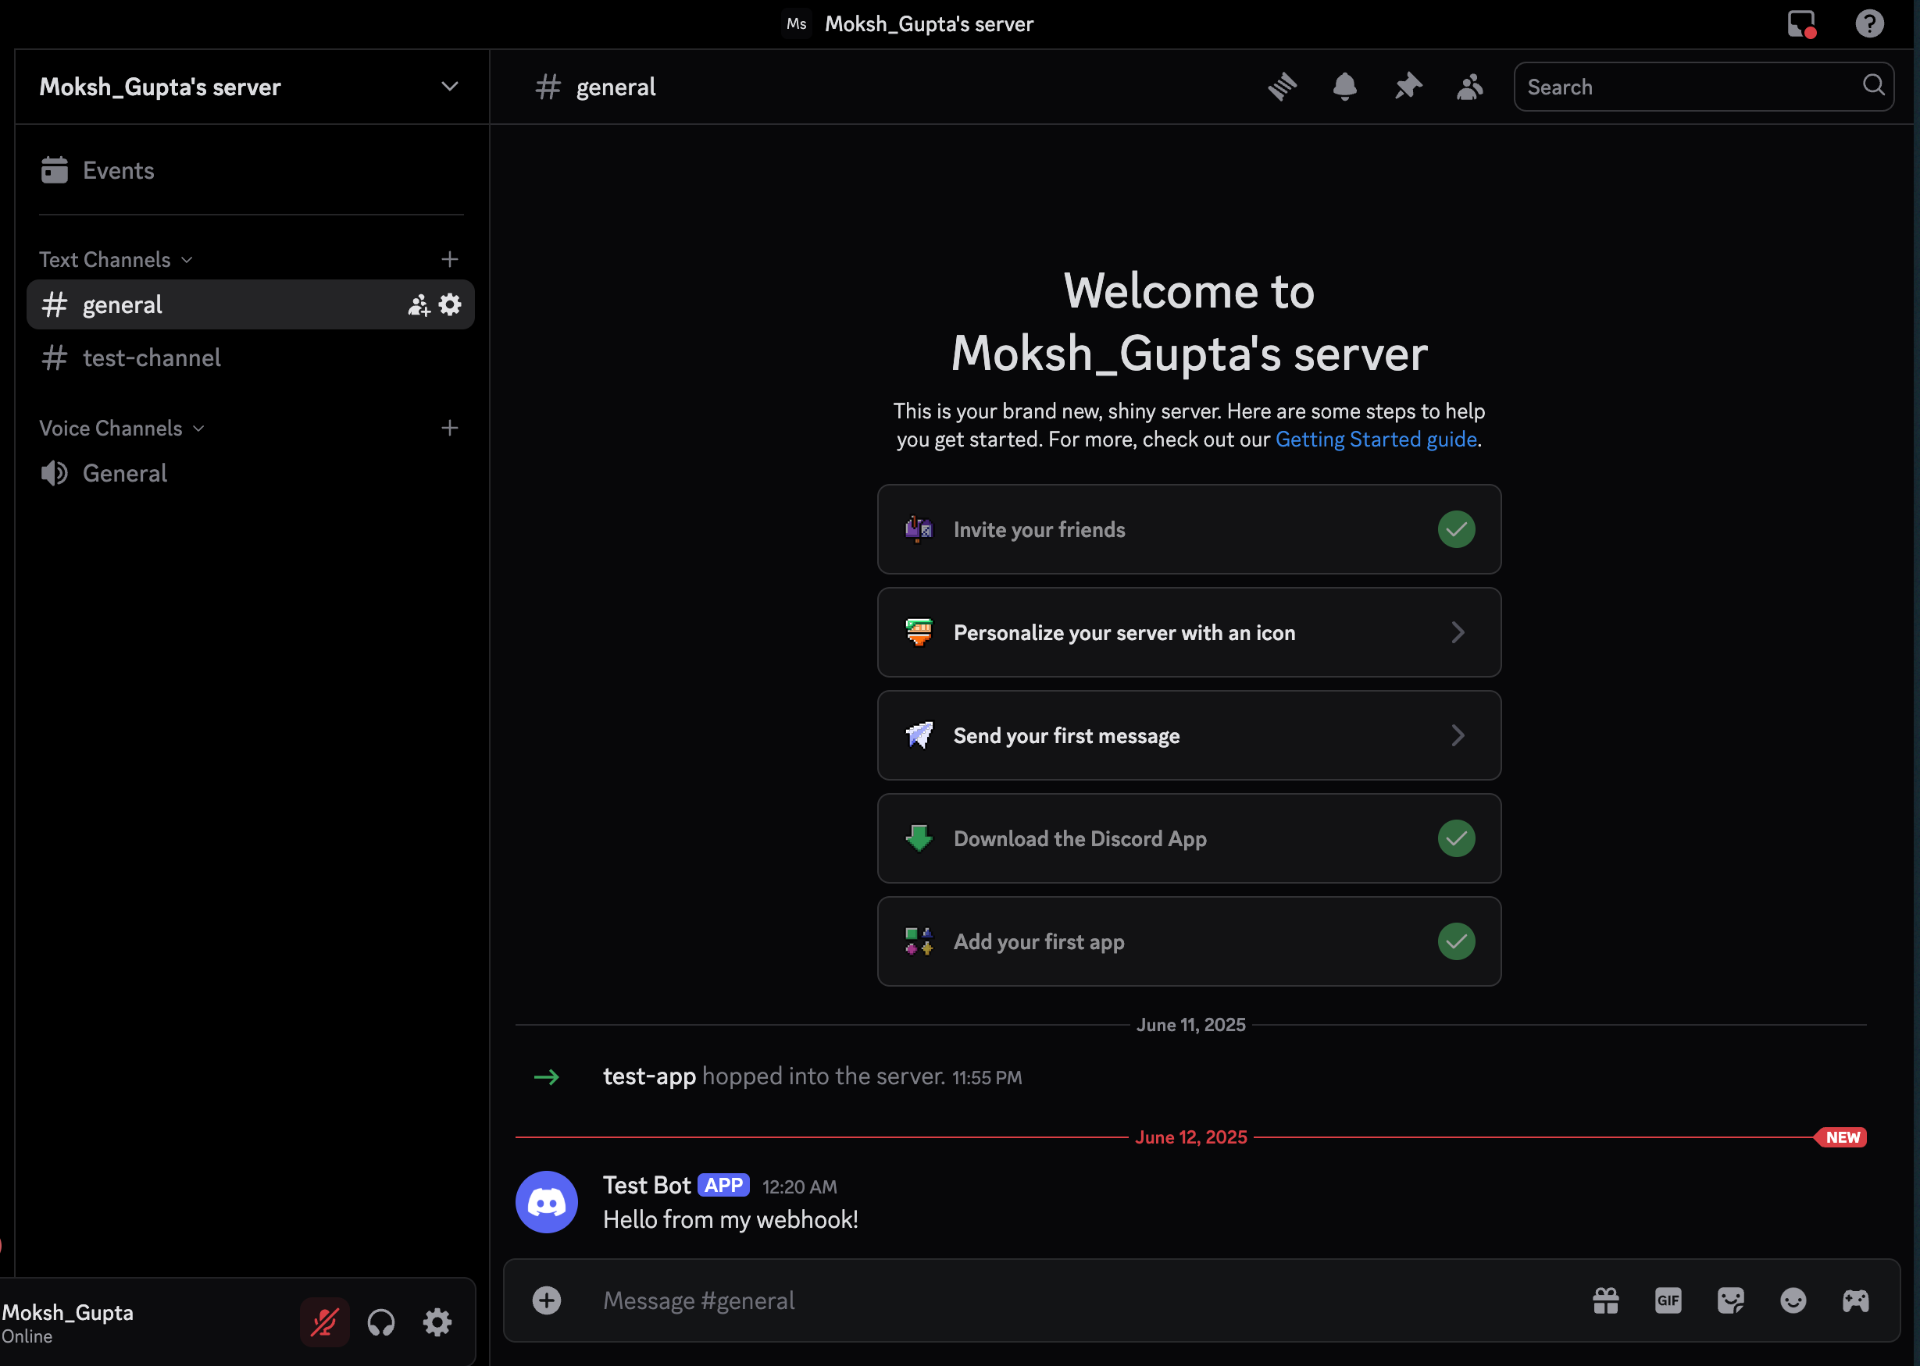 Ms Moksh_Gupta's server
Moksh_Gupta's server
Events
Text Channels
general
test-channel
Voice Channels
General
Moksh_Gupta
Online
general
Search
Welcome to
Moksh_Gupta's server
This is your brand new, shiny server. Here are some steps to help
you get started. For more, check out our Getting Started guide.
Invite your friends
Personalize your server with an icon
Send your first message
Download the Discord App
Add your first app
June 11, 2025
test-app hopped into the server. 11:55 PM
June 12, 2025 NEW
Test Bot APP 12:20 AM
Hello from my webhook!
Message #general
GIF